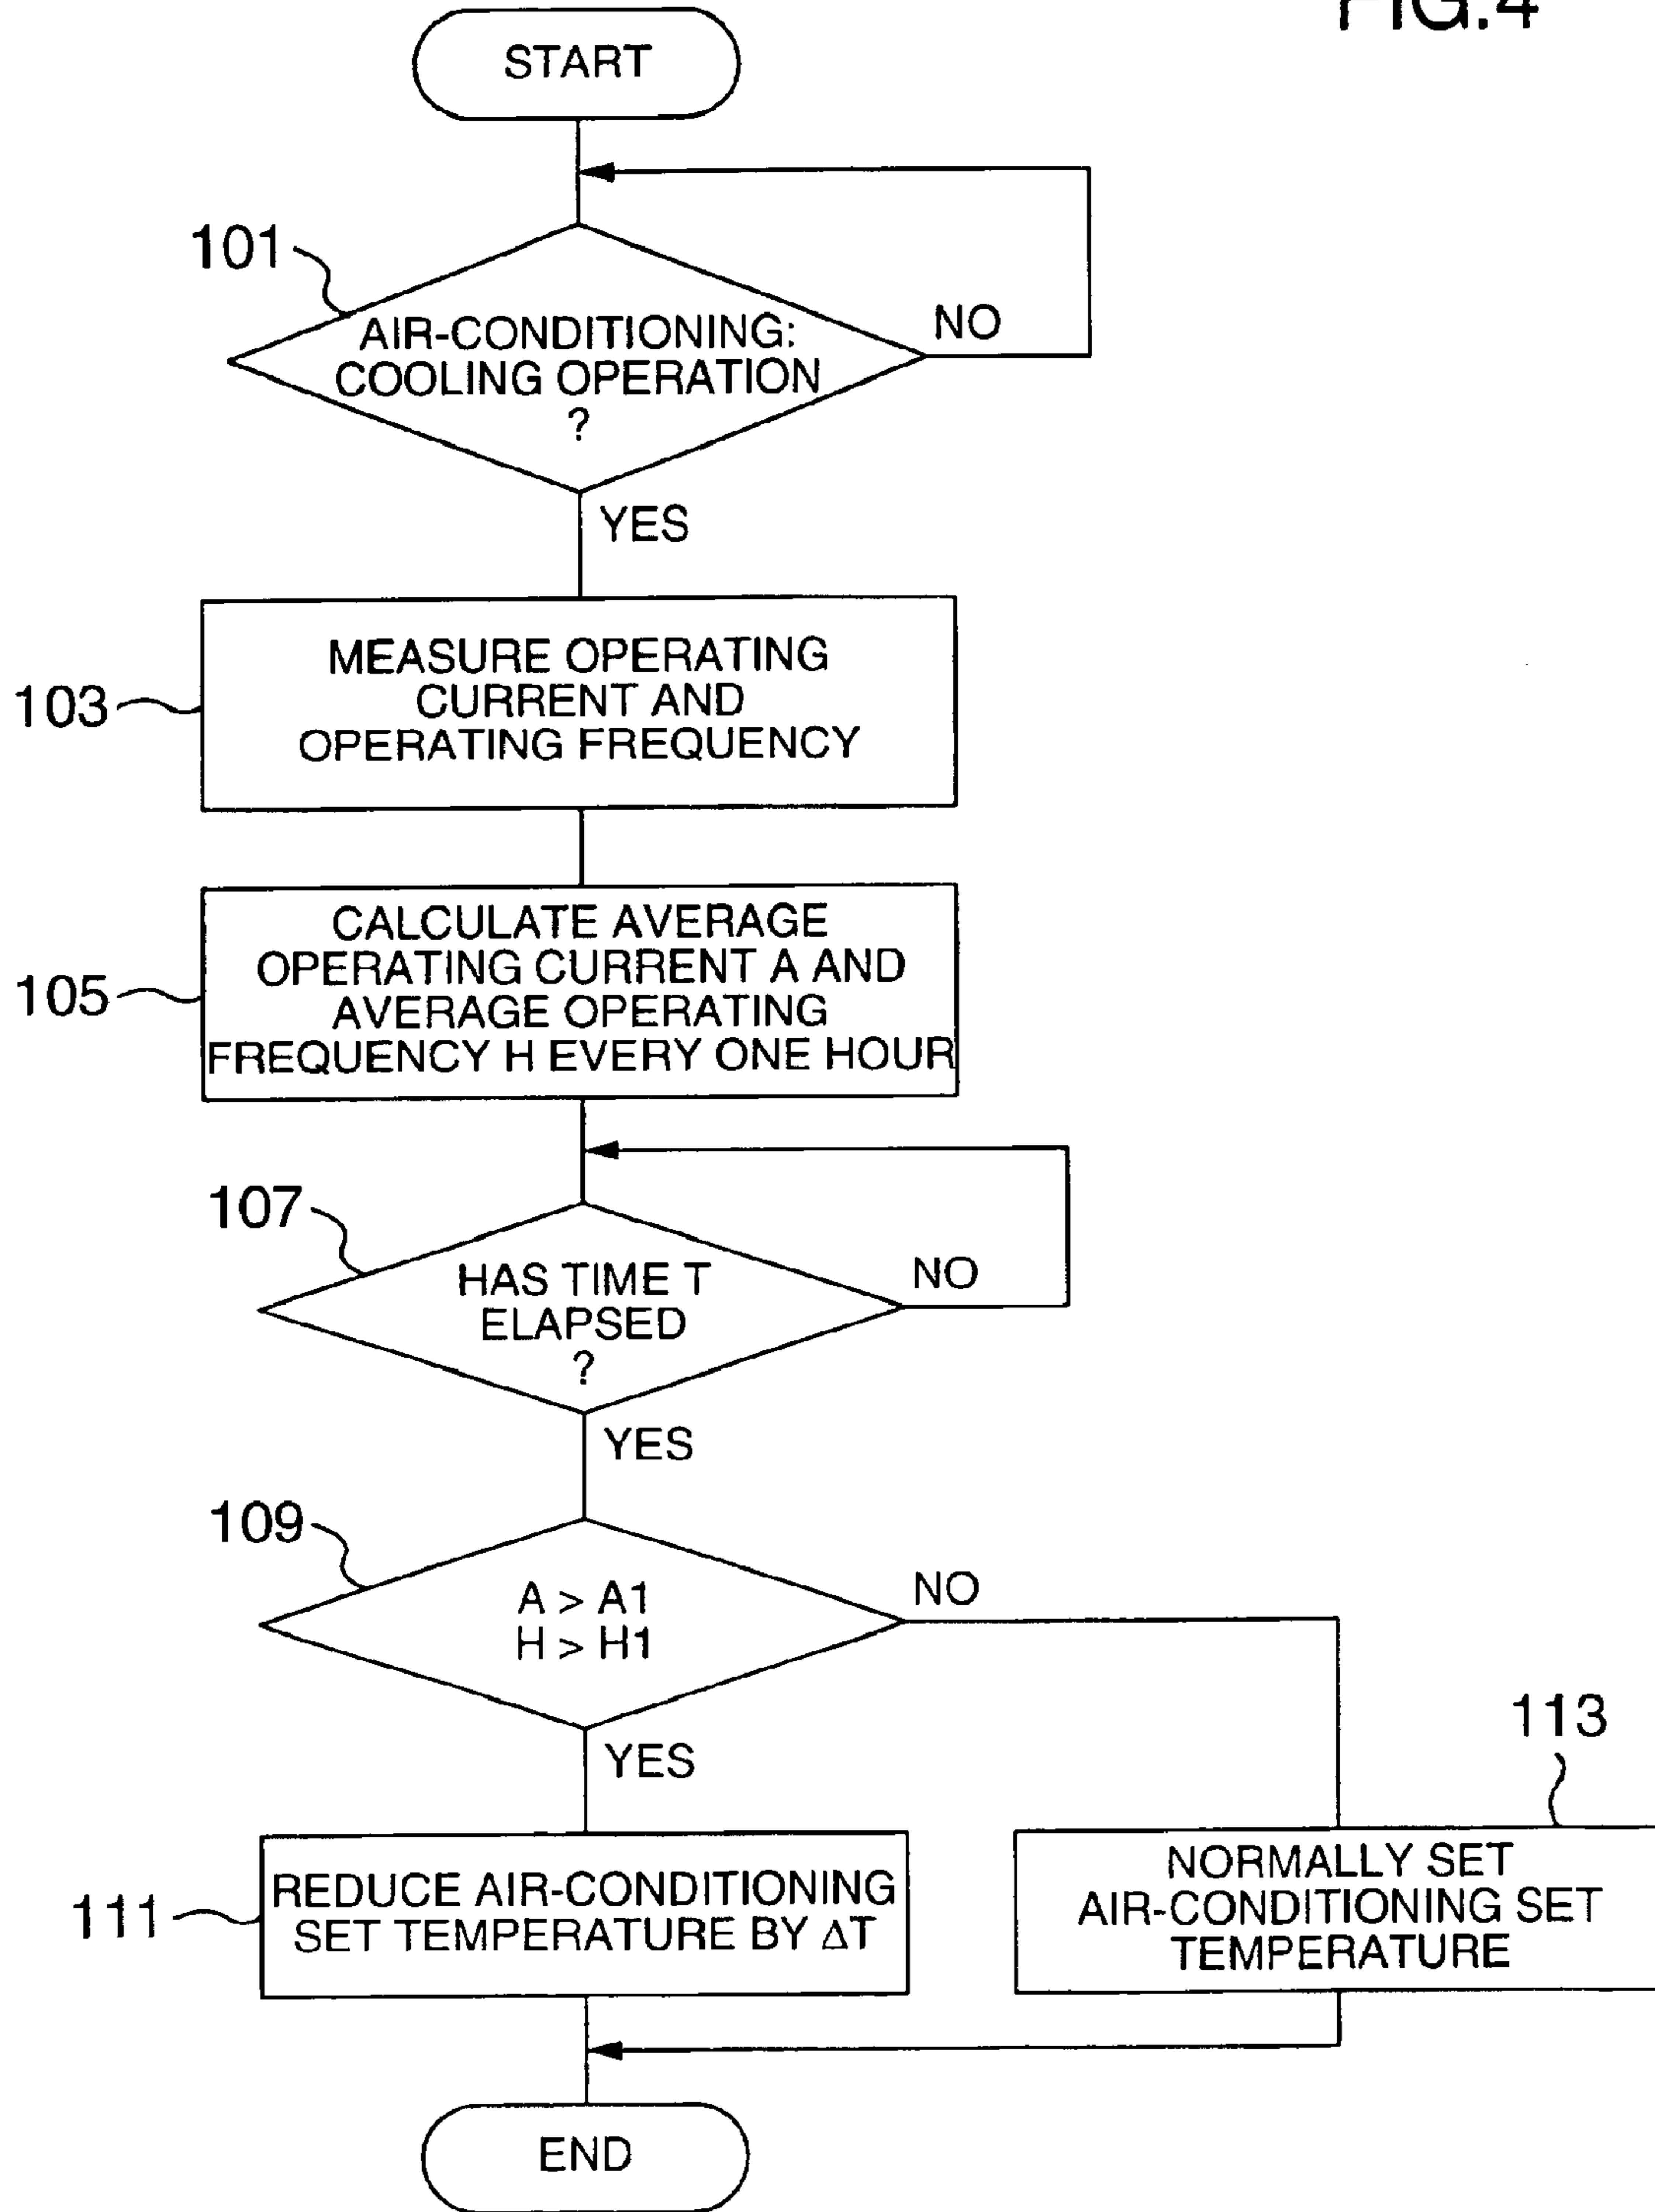 FIG.4
START
101
AIR-CONDITIONING:
COOLING OPERATION
?
NO
YES
103
MEASURE OPERATING
CURRENT AND
OPERATING FREQUENCY
105
CALCULATE AVERAGE
OPERATING CURRENT A AND
AVERAGE OPERATING
FREQUENCY H EVERY ONE HOUR
107
HAS TIME T
ELAPSED
?
NO
YES
109
A > A1
H > H1
NO
YES
111
REDUCE AIR-CONDITIONING
SET TEMPERATURE BY ΔT
113
NORMALLY SET
AIR-CONDITIONING SET
TEMPERATURE
END